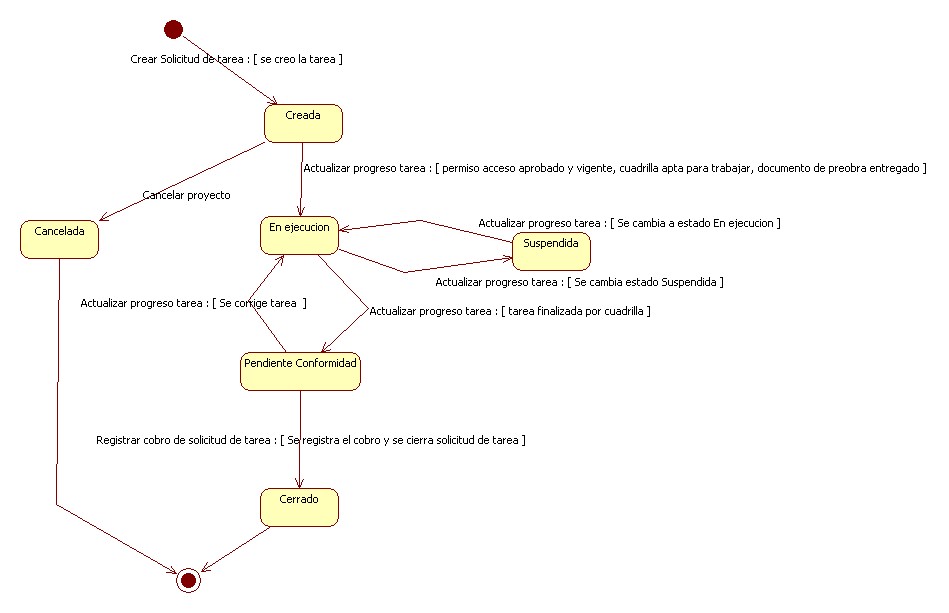 Crear Solicitud de tarea : [ se creo la tarea ]
Creada
Actualizar progreso tarea : [ permiso acceso aprobado y vigente, cuadrilla apta para trabajar, documento de preobra entregado ]
Cancelar proyecto
Cancelada
En ejecucion
Actualizar progreso tarea : [ Se cambia a estado En ejecucion ]
Suspendida
Actualizar progreso tarea : [ Se cambia estado Suspendida ]
Actualizar progreso tarea : [ Se corrige tarea ]
Actualizar progreso tarea : [ tarea finalizada por cuadrilla ]
Pendiente Conformidad
Registrar cobro de solicitud de tarea : [ Se registra el cobro y se cierra solicitud de tarea ]
Cerrado